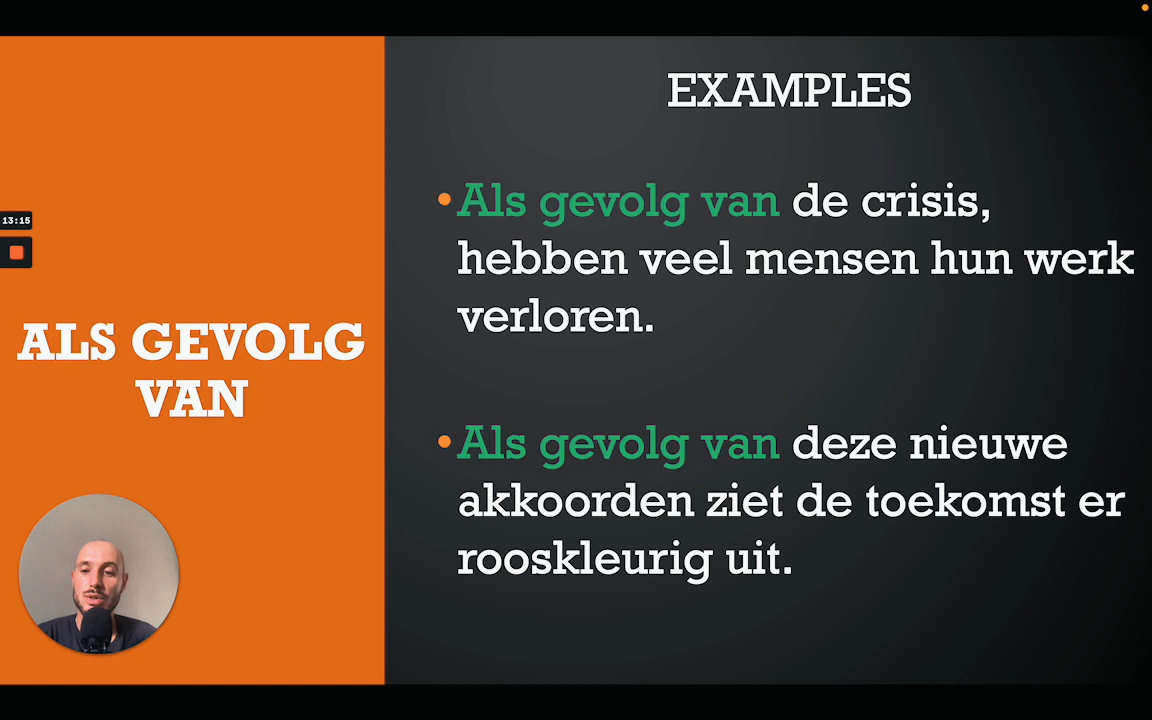 EXAMPLES
•Als gevolg van de crisis,
hebben veel mensen hun werk
verloren.
13:15
ALS GEVOLG
VAN
•Als gevolg van deze nieuwe
akkoorden ziet de toekomst er
rooskleurig uit.